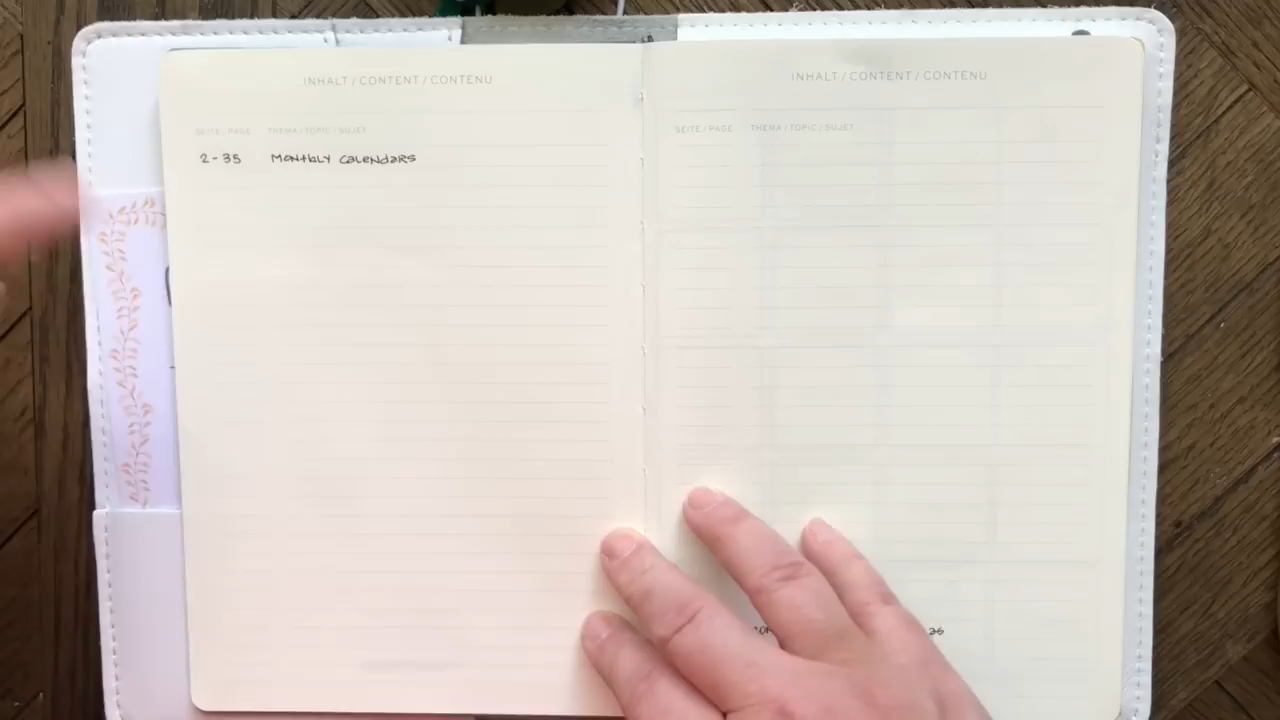 INHALT / CONTENT / CONTENU
SEITE / PAGE THEMA / TOPIC / SUJET
2-35 Monthly Calendars
INHALT / CONTENT / CONTENU
SEITE / PAGE THEMA / TOPIC / SUJET